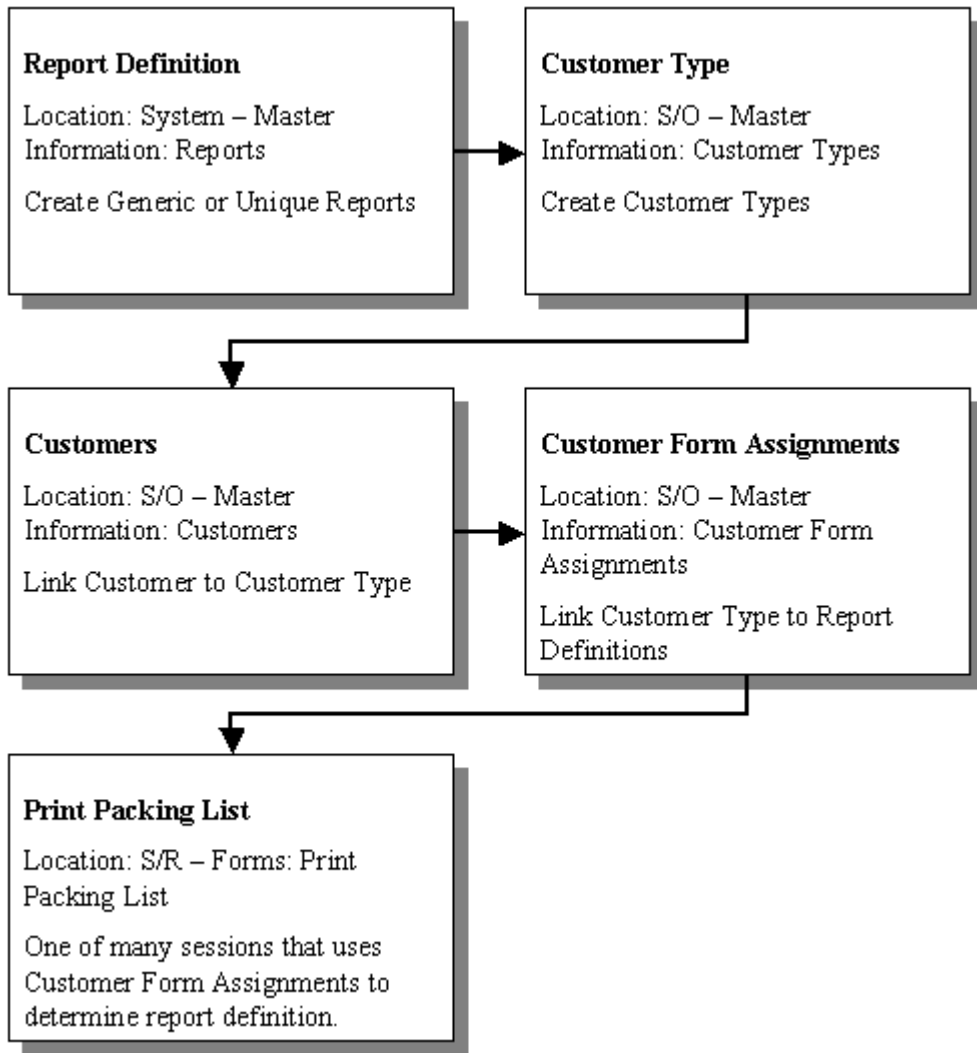 Report Definition
Location: System – Master
Information: Reports
Create Generic or Unique Reports
Customer Type
Location: S/O – Master
Information: Customer Types
Create Customer Types
Customers
Location: S/O – Master
Information: Customers
Link Customer to Customer Type
Customer Form Assignments
Location: S/O – Master
Information: Customer Form
Assignments
Link Customer Type to Report
Definitions
Print Packing List
Location: S/R – Forms: Print
Packing List
One of many sessions that uses
Customer Form Assignments to
determine report definition.